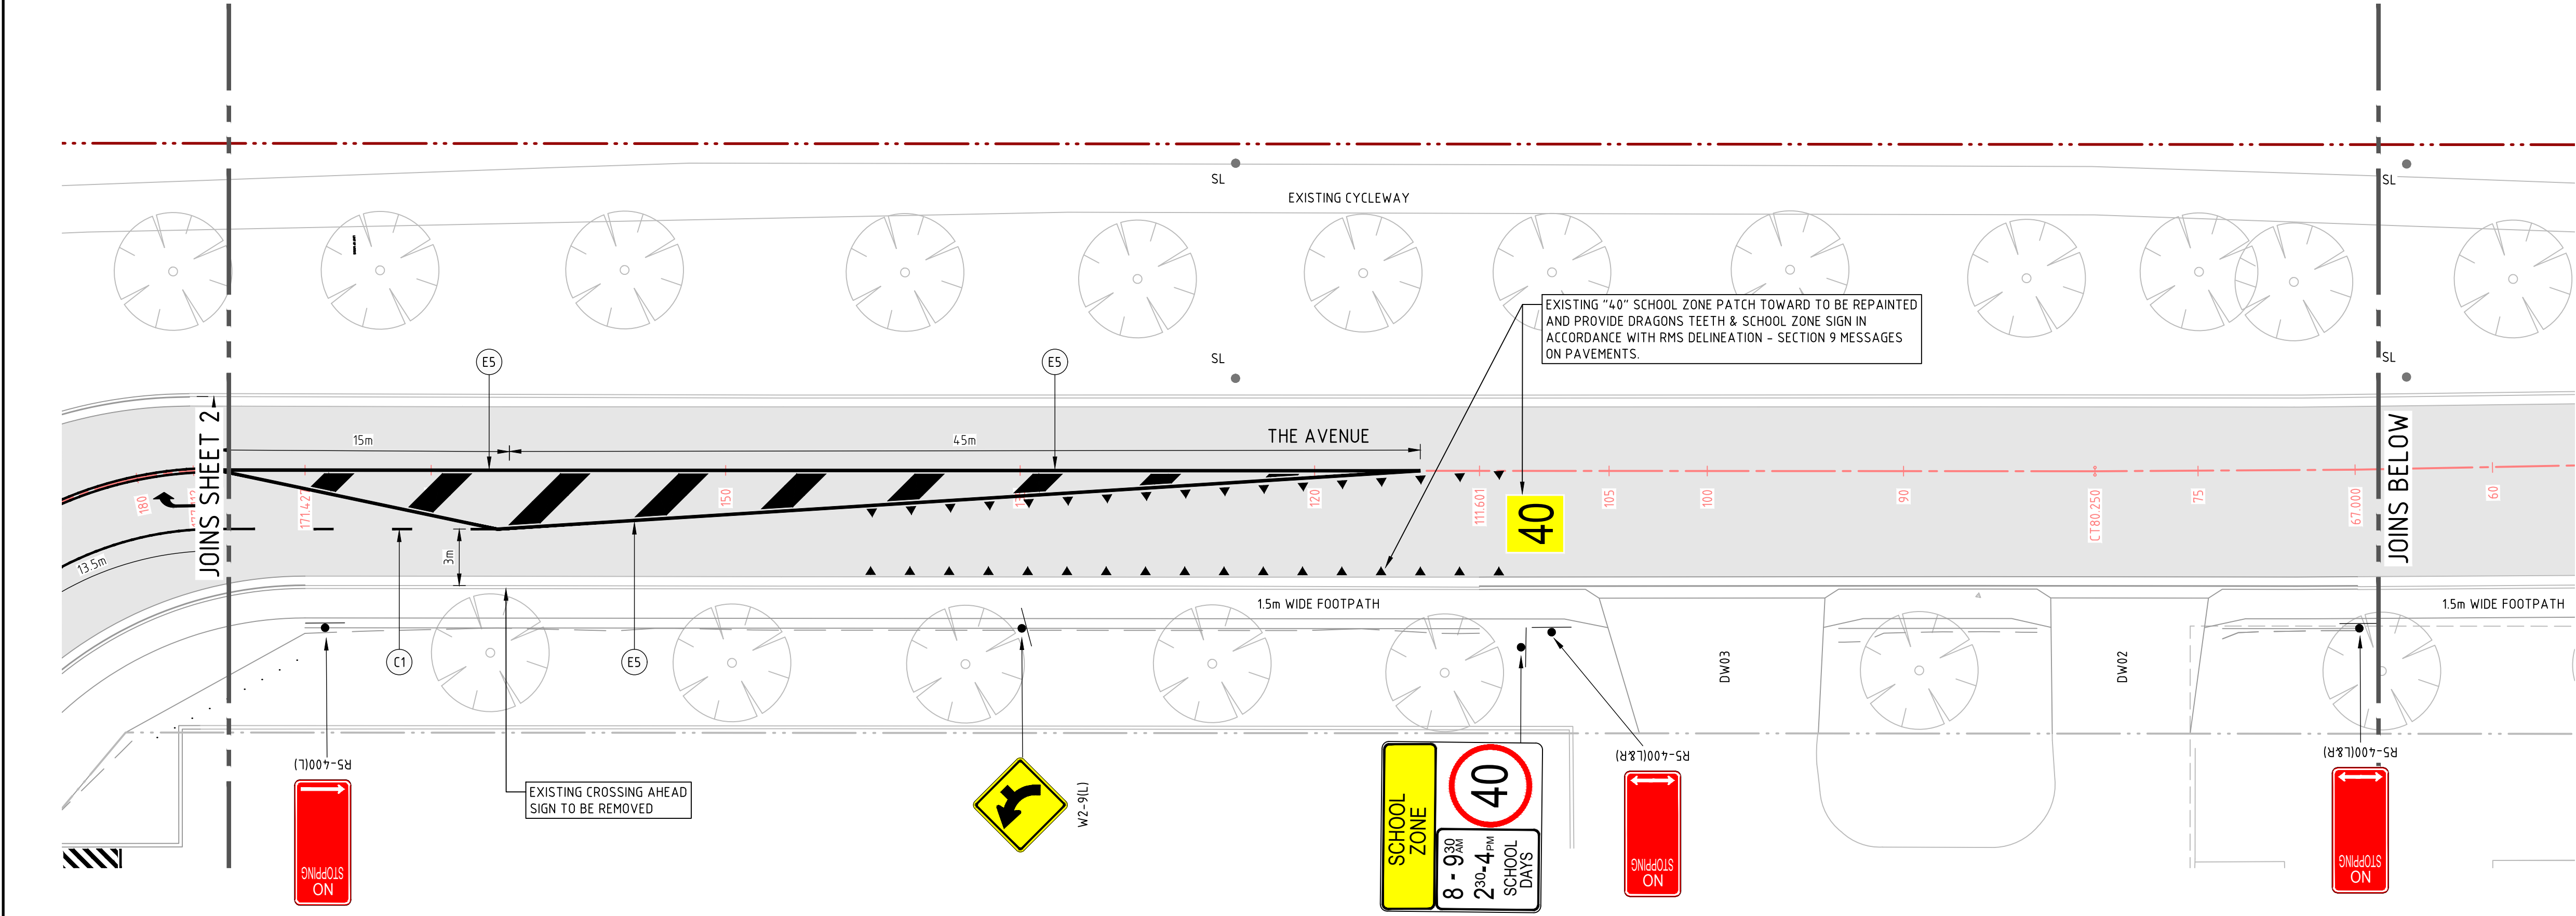 SL
SL
EXISTING CYCLEWAY
EXISTING "40" SCHOOL ZONE PATCH TOWARD TO BE REPAINTED
AND PROVIDE DRAGONS TEETH & SCHOOL ZONE SIGN IN
ACCORDANCE WITH RMS DELINEATION - SECTION 9 MESSAGES
ON PAVEMENTS.
E5
E5
SL
SL
JOINS SHEET 2
15m
45m
THE AVENUE
JOINS BELOW
180
171.427
150
120
111.601
105
100
90
CT80.250
75
67.000
60
40
13.5m
3m
1.5m WIDE FOOTPATH
1.5m WIDE FOOTPATH
C1
E5
DW03
DW02
R5-400(L)
NO
STOPPING
EXISTING CROSSING AHEAD
SIGN TO BE REMOVED
W2-9(L)
SCHOOL
ZONE
40
8 - 930 AM
230-4 PM
SCHOOL
DAYS
R5-400(L&R)
NO
STOPPING
R5-400(L&R)
NO
STOPPING